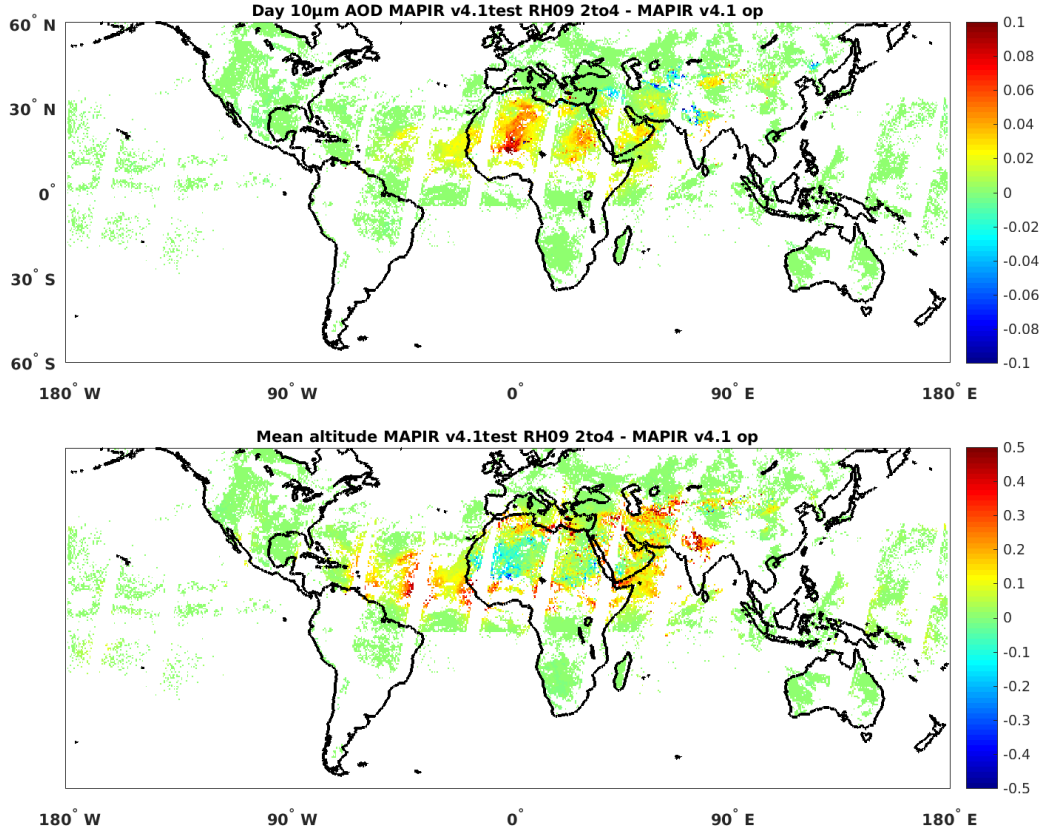 Day 10µm AOD MAPIR v4.1test RH09 2to4 - MAPIR v4.1 op
60° N
30° N
0°
30° S
60° S
180° W
90° W
0°
90° E
180° E
0.1
0.08
0.06
0.04
0.02
0
-0.02
-0.04
-0.06
-0.08
-0.1
Mean altitude MAPIR v4.1test RH09 2to4 - MAPIR v4.1 op
180° W
90° W
0°
90° E
180° E
0.5
0.4
0.3
0.2
0.1
0
-0.1
-0.2
-0.3
-0.4
-0.5